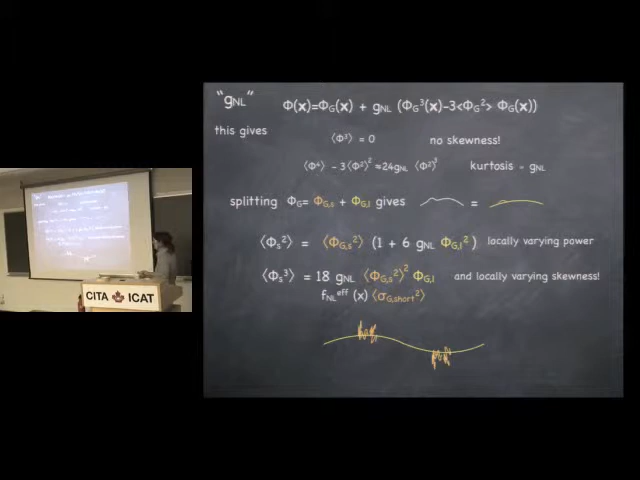 "gNL" Φ(x)=ΦG(x) + gNL (ΦG³(x)-3<ΦG²> ΦG(x))
this gives
⟨Φ³⟩ = 0 no skewness!
⟨Φ⁴⟩ - 3⟨Φ²⟩² ≈24gNL ⟨Φ²⟩³ kurtosis ~ gNL
splitting ΦG= ΦG,s + ΦG,l gives =
⟨Φs²⟩ = ⟨ΦG,s²⟩ (1 + 6 gNL ΦG,l²) locally varying power
⟨Φs³⟩ = 18 gNL ⟨ΦG,s²⟩² ΦG,l and locally varying skewness!
fNL^eff (x) ⟨σG,short²⟩
CITA ICAT